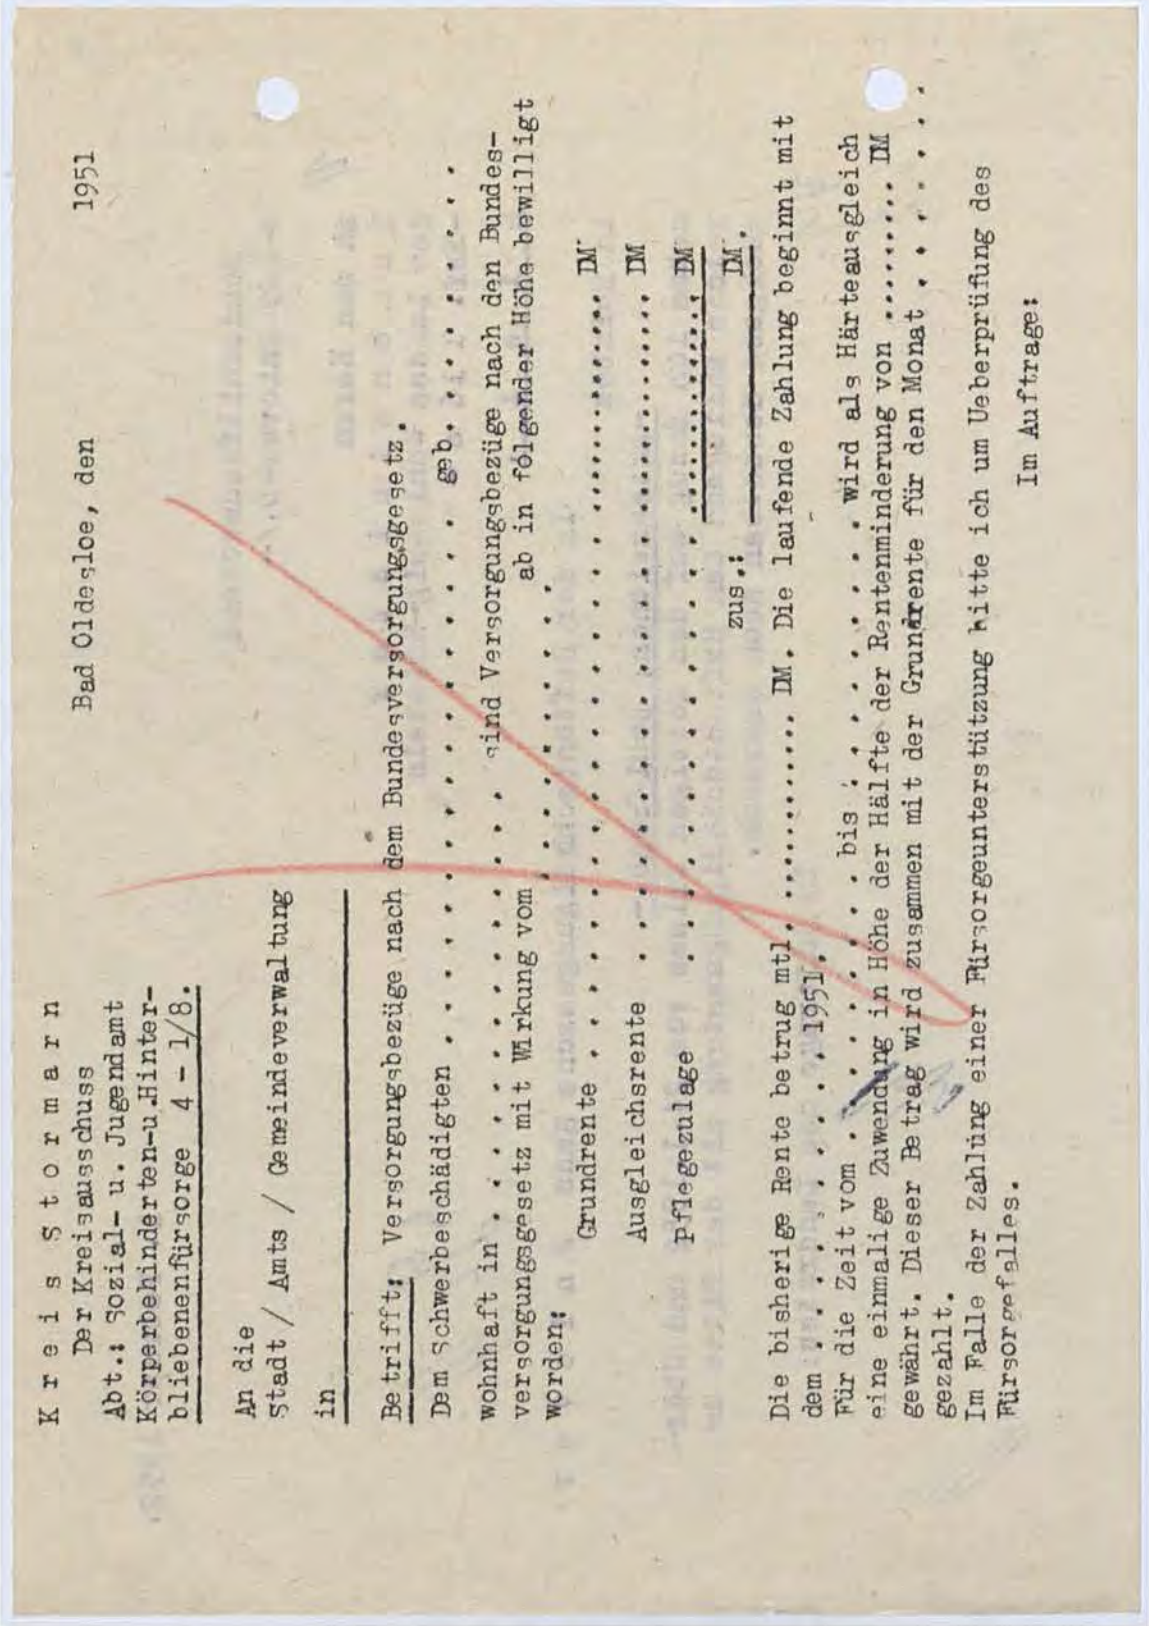 K r e i s  S t o r m a r n
Der Kreisausschuss
Bad Oldesloe, den 1951
Abt.: Sozial- u. Jugendamt
Körperbehinderten-u.Hinter-
bliebenenfürsorge 4 - 1/8.
An die
Stadt / Amts / Gemeindeverwaltung
in
Betrifft: Versorgungsbezüge nach dem Bundesversorgungsgesetz.
Dem Schwerbeschädigten . . . . . . . . . . . . . . . . . . geb. . . . . . . . . .
wohnhaft in . . . . . . . . . . . . . . sind Versorgungsbezüge nach den Bundes-
versorgungsgesetz mit Wirkung vom . . . . . . . . . ab in folgender Höhe bewilligt
worden:
Grundrente . . . . . . . . . . . . . . . . . . .......... DM
Ausgleichsrente . . . . . . . . . . . . . . . .......... DM
Pflegezulage . . . . . . . . . . . . . .......... DM
zus.: DM.
Die bisherige Rente betrug mtl. .......... DM. Die laufende Zahlung beginnt mit
dem . . . . . . . . 1951.
Für die Zeit vom . . . . . . . . . bis . . . . . . . . . wird als Härteausgleich
eine einmalige Zuwendung in Höhe der Hälfte der Rentenminderung von ........ DM
gewährt. Dieser Betrag wird zusammen mit der Grundrente für den Monat . . . . . . .
gezahlt.
Im Falle der Zahlung einer Fürsorgeunterstützung bitte ich um Ueberprüfung des
Fürsorgefalles.
Im Auftrage: